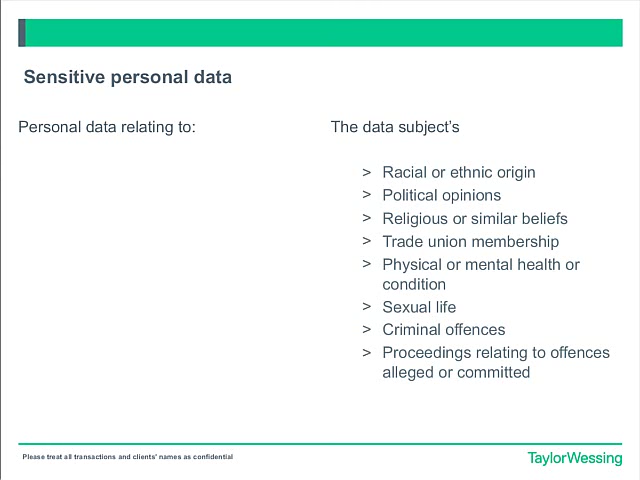 Sensitive personal data
Personal data relating to:
The data subject’s
> Racial or ethnic origin
> Political opinions
> Religious or similar beliefs
> Trade union membership
> Physical or mental health or
condition
> Sexual life
> Criminal offences
> Proceedings relating to offences
alleged or committed
Please treat all transactions and clients' names as confidential
TaylorWessing